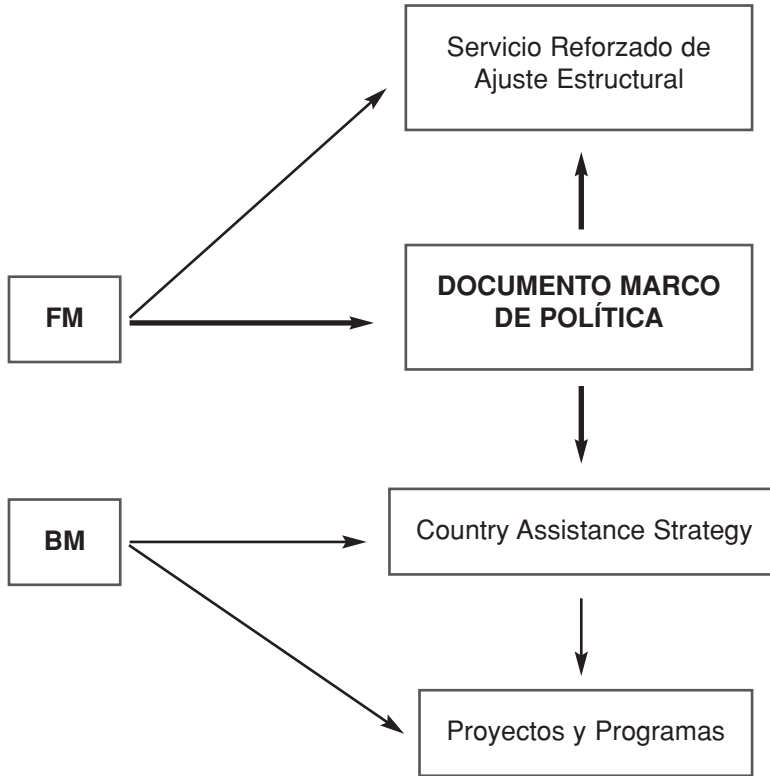 Servicio Reforzado de
Ajuste Estructural
FM
DOCUMENTO MARCO
DE POLÍTICA
BM
Country Assistance Strategy
Proyectos y Programas